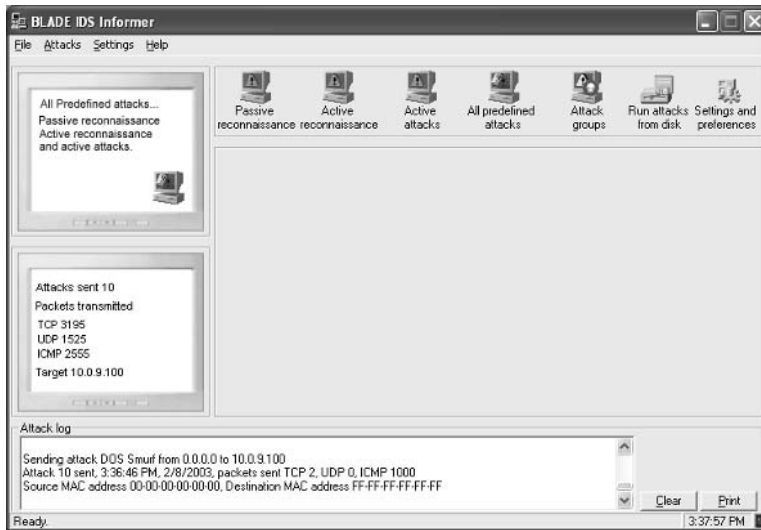 BLADE IDS Informer
File Attacks Settings Help
All Predefined attacks...
Passive reconnaissance
Active reconnaissance
and active attacks.
Passive reconnaissance
Active reconnaissance
Active attacks
All predefined attacks
Attack groups
Run attacks from disk
Settings and preferences
Attacks sent 10
Packets transmitted
TCP 3195
UDP 1525
ICMP 2555
Target 10.0.9.100
Attack log
Sending attack DOS Smurf from 0.0.0.0 to 10.0.9.100
Attack 10 sent, 3:36:46 PM, 2/8/2003, packets sent TCP 2, UDP 0, ICMP 1000
Source MAC address 00-00-00-00-00-00, Destination MAC address FF-FF-FF-FF-FF-FF
Clear Print
Ready. 3:37:57 PM